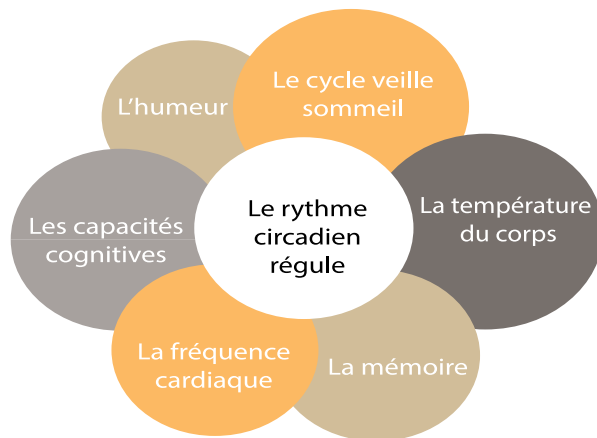 Le cycle veille
sommeil
L'humeur
La température
du corps
Le rythme
circadien
régule
Les capacités
cognitives
La fréquence
cardiaque
La mémoire